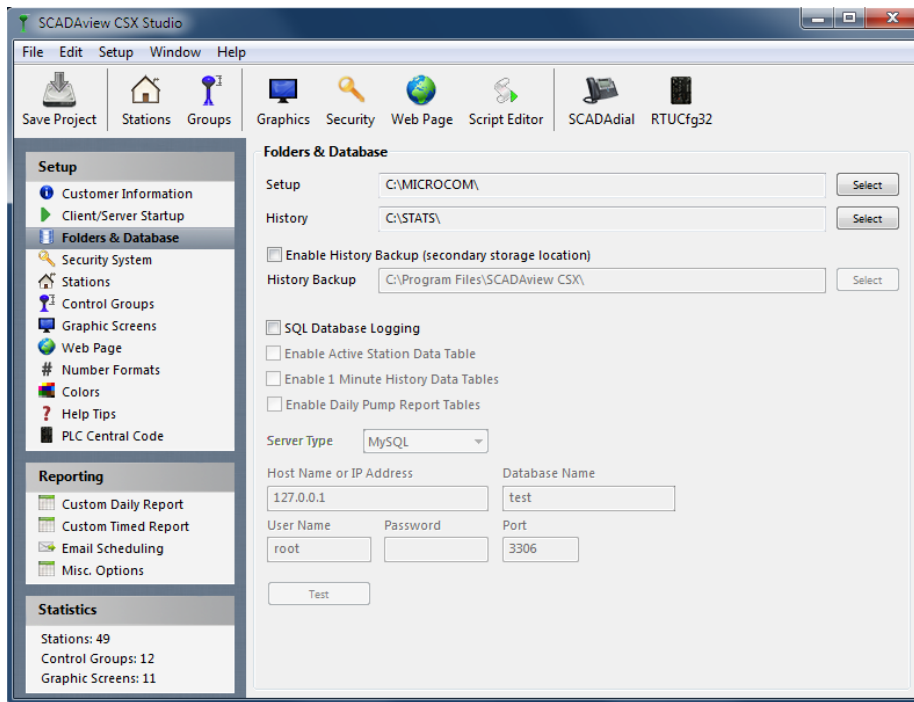 SCADAview CSX Studio
File Edit Setup Window Help
Save Project Stations Groups Graphics Security Web Page Script Editor SCADAdial RTUCfg32
Setup
Customer Information
Client/Server Startup
Folders & Database
Security System
Stations
Control Groups
Graphic Screens
Web Page
# Number Formats
Colors
? Help Tips
PLC Central Code
Reporting
Custom Daily Report
Custom Timed Report
Email Scheduling
Misc. Options
Statistics
Stations: 49
Control Groups: 12
Graphic Screens: 11
Folders & Database
Setup C:\MICROCOM\ Select
History C:\STATS\ Select
Enable History Backup (secondary storage location)
History Backup C:\Program Files\SCADAview CSX\ Select
SQL Database Logging
Enable Active Station Data Table
Enable 1 Minute History Data Tables
Enable Daily Pump Report Tables
Server Type MySQL
Host Name or IP Address Database Name
127.0.0.1 test
User Name Password Port
root 3306
Test